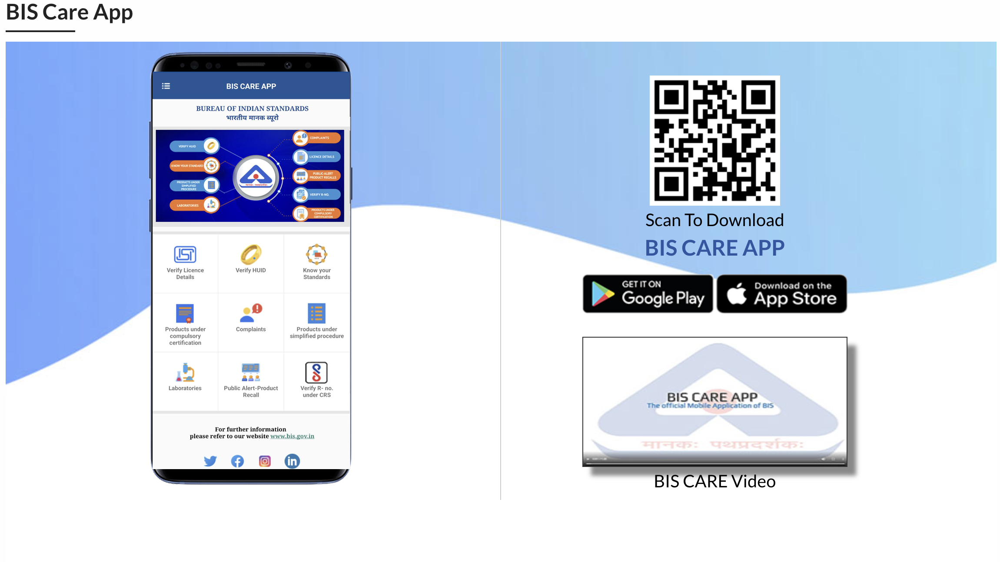 BIS Care App
BIS CARE APP
BUREAU OF INDIAN STANDARDS
भारतीय मानक ब्यूरो
VERIFY HUID
KNOW YOUR STANDARD
PRODUCTS UNDER
SIMPLIFIED
PROCEDURE
LABORATORIES
मानकः पथप्रदर्शकः
COMPLAINTS
LICENCE DETAILS
PUBLIC-ALERT
PRODUCT RECALLS
VERIFY R-NO.
PRODUCTS UNDER
COMPULSORY
CERTIFICATION
Verify Licence
Details
Verify HUID
Know your
Standards
Products under
compulsory
certification
Complaints
Products under
simplified procedure
Laboratories
Public Alert-Product
Recall
Verify R- no.
under CRS
For further information
please refer to our website www.bis.gov.in
Scan To Download
BIS CARE APP
GET IT ON
Google Play
Download on the
App Store
BIS CARE APP
The official Mobile Application of BIS
मानकः पथप्रदर्शकः
BIS CARE Video